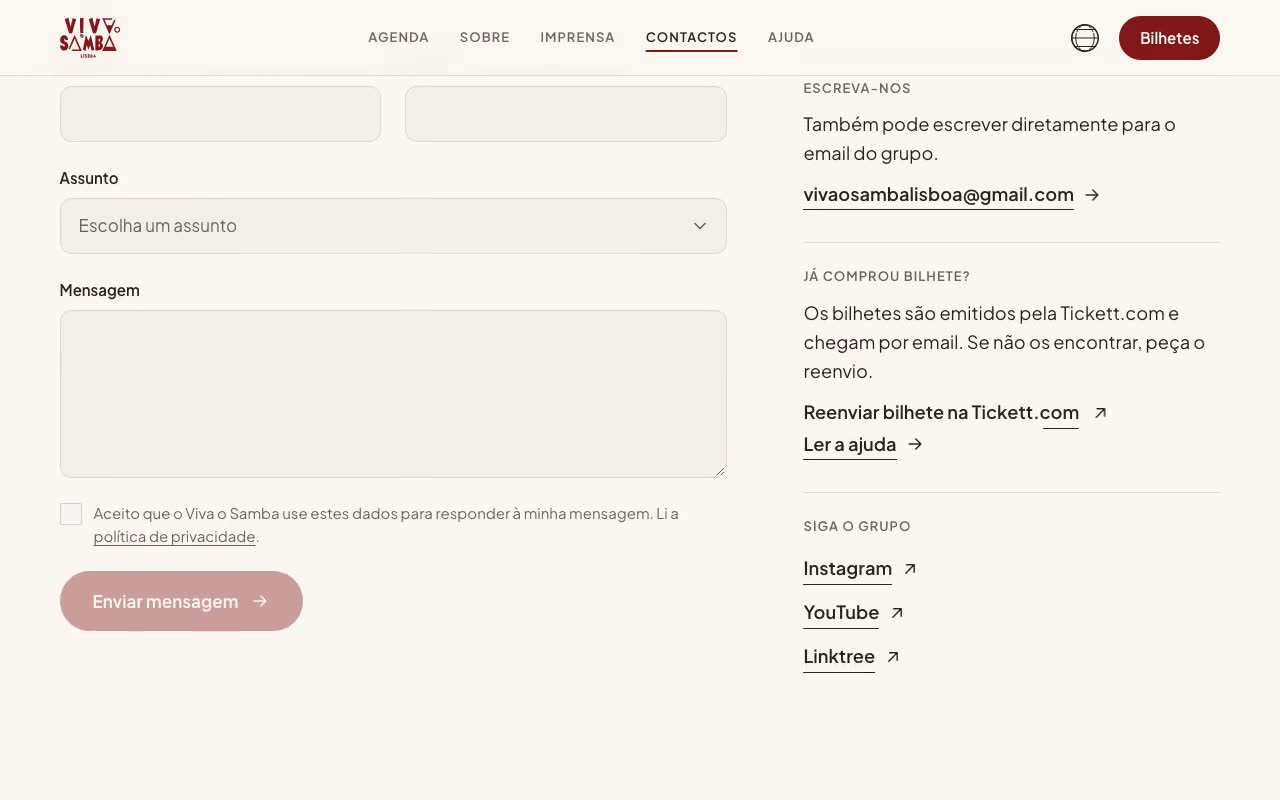 VIVA O
SAMBA
LISBOA
AGENDA
SOBRE
IMPRENSA
CONTACTOS
AJUDA
Bilhetes
Assunto
Escolha um assunto
Mensagem
Aceito que o Viva o Samba use estes dados para responder à minha mensagem. Li a
política de privacidade.
Enviar mensagem
ESCREVA-NOS
Também pode escrever diretamente para o
email do grupo.
vivaosambalisboa@gmail.com
JÁ COMPROU BILHETE?
Os bilhetes são emitidos pela Tickett.com e
chegam por email. Se não os encontrar, peça o
reenvio.
Reenviar bilhete na Tickett.com
Ler a ajuda
SIGA O GRUPO
Instagram
YouTube
Linktree